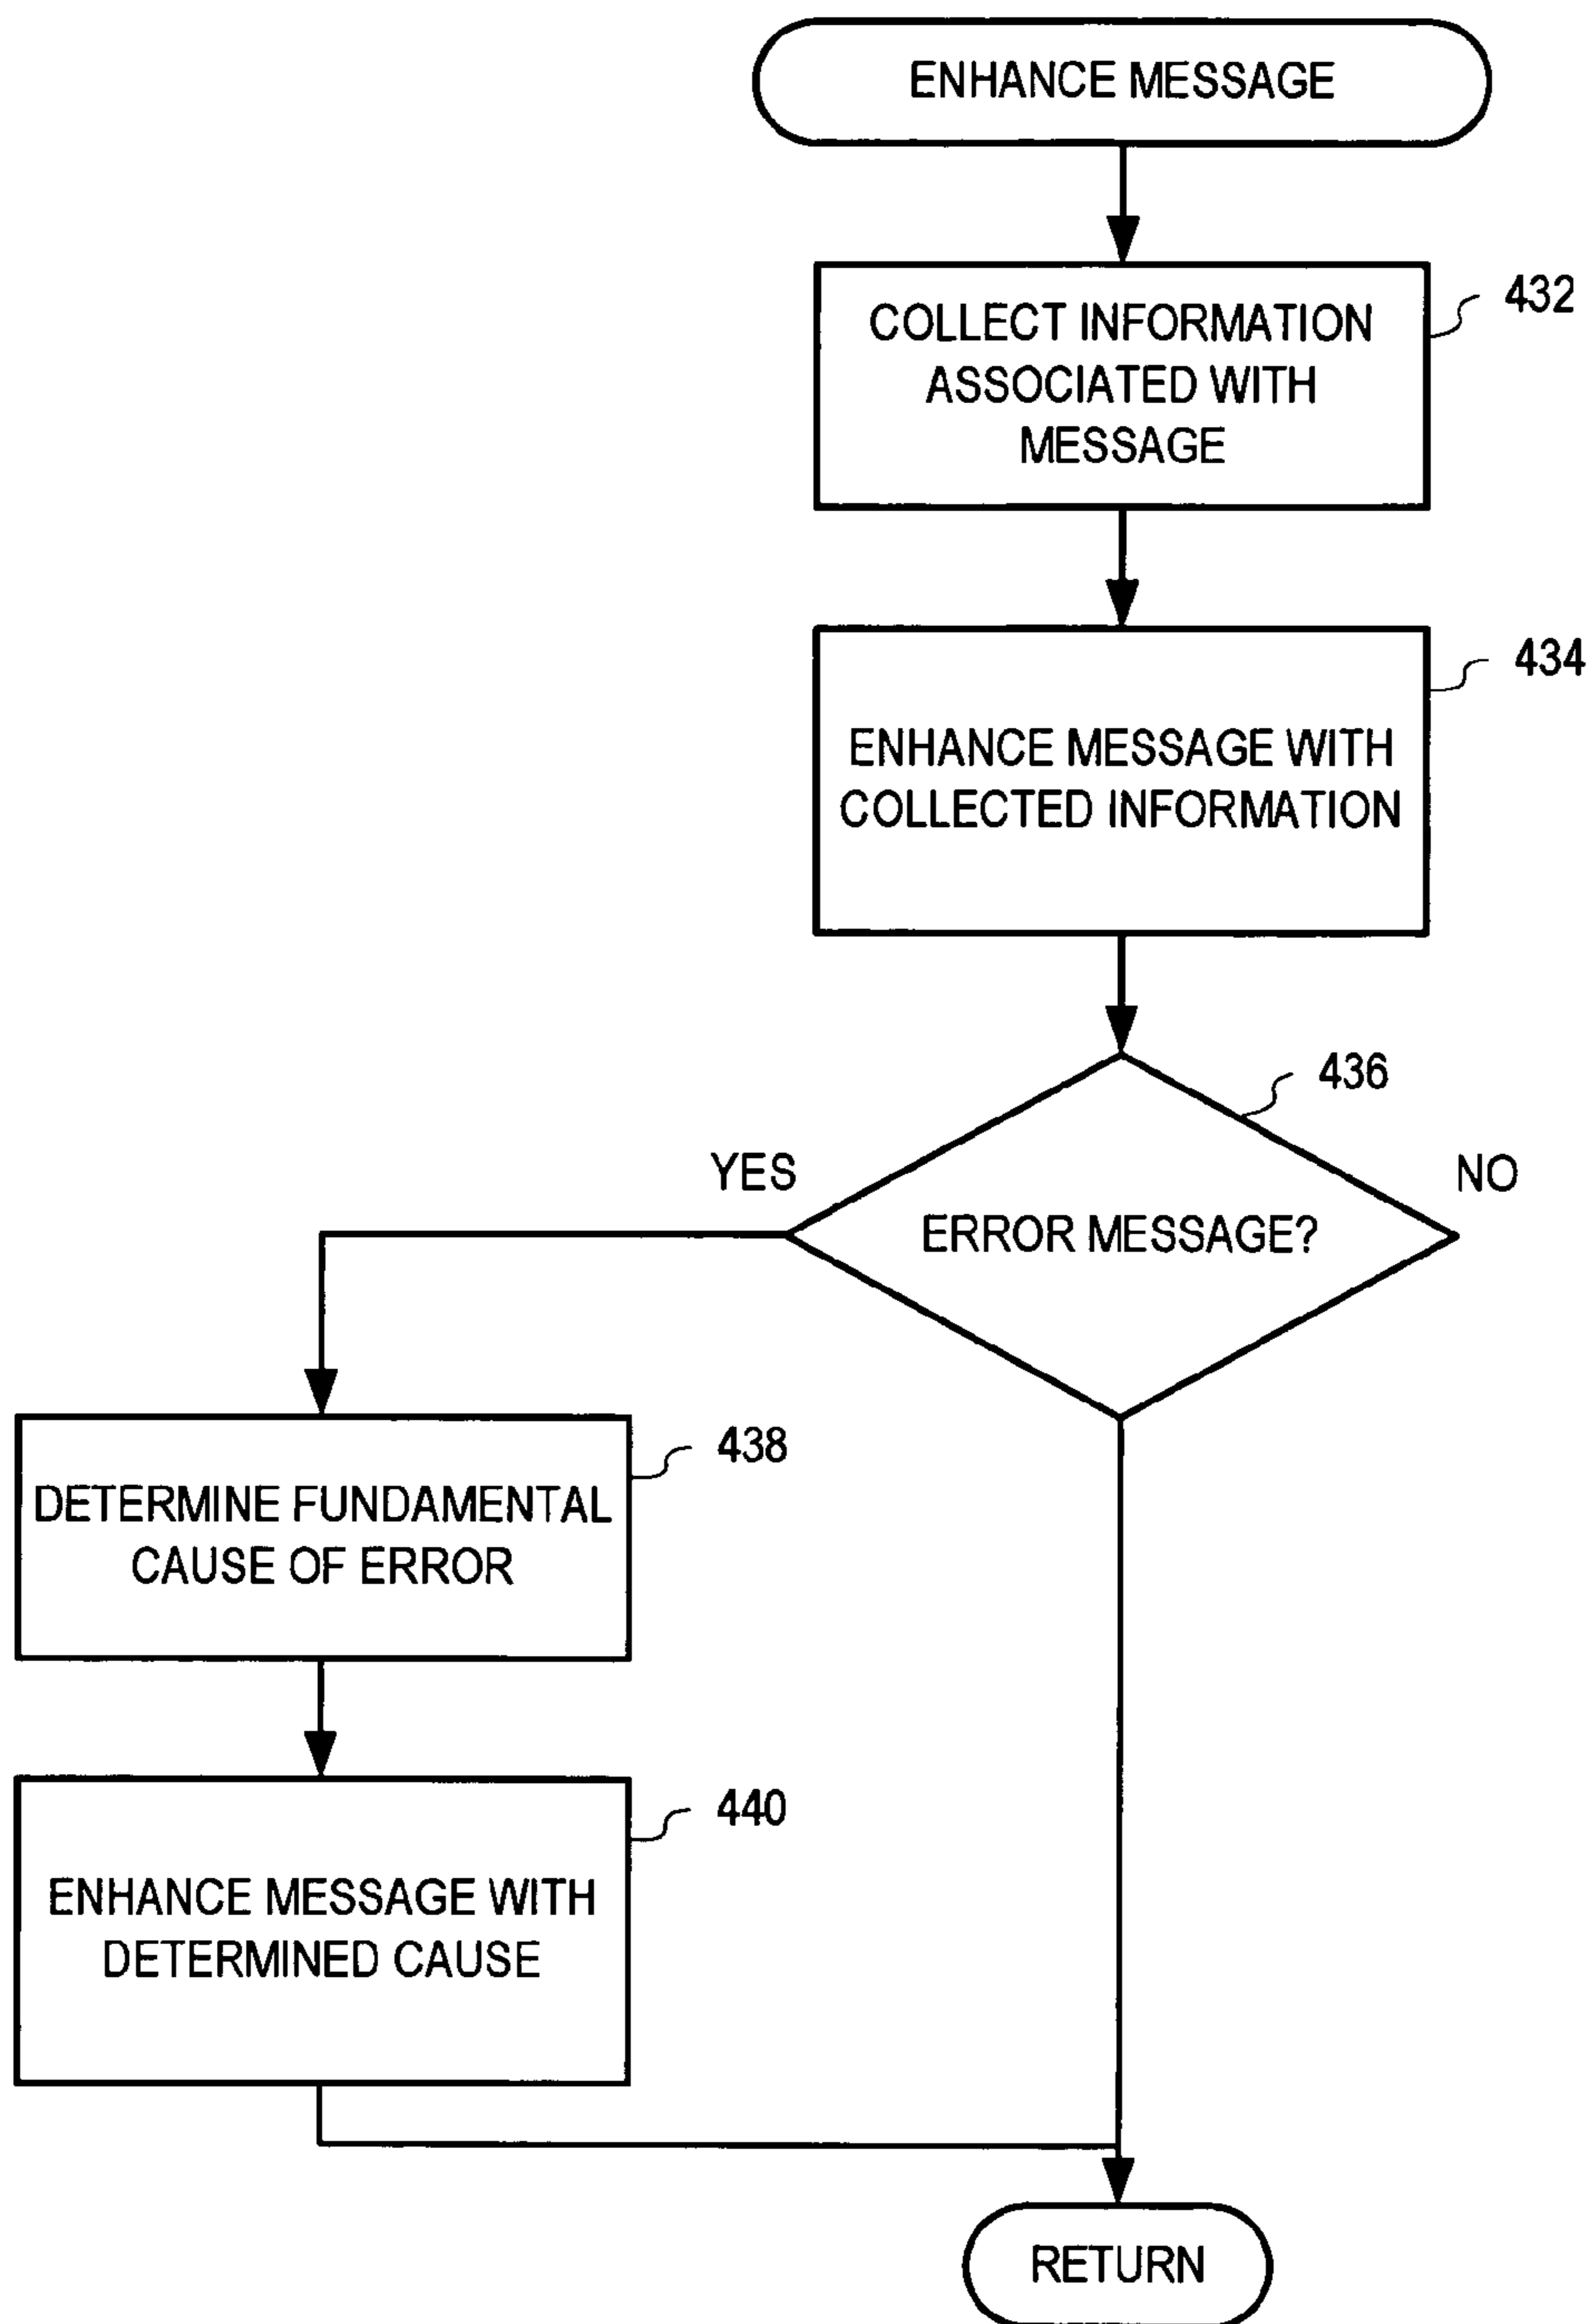 ENHANCE MESSAGE
COLLECT INFORMATION
ASSOCIATED WITH
MESSAGE
432
ENHANCE MESSAGE WITH
COLLECTED INFORMATION
434
436
YES
NO
ERROR MESSAGE?
DETERMINE FUNDAMENTAL
CAUSE OF ERROR
438
ENHANCE MESSAGE WITH
DETERMINED CAUSE
440
RETURN